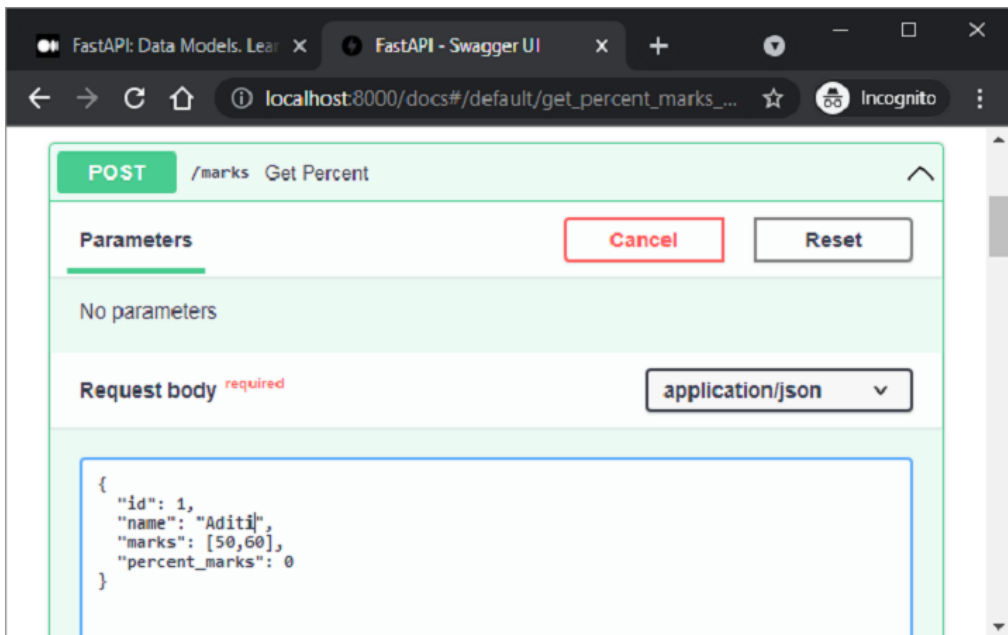 FastAPI: Data Models. Lear
FastAPI - Swagger UI
localhost:8000/docs#/default/get_percent_marks_...
Incognito
POST /marks Get Percent
Parameters
Cancel
Reset
No parameters
Request body required
application/json
{
"id": 1,
"name": "Aditi",
"marks": [50,60],
"percent_marks": 0
}